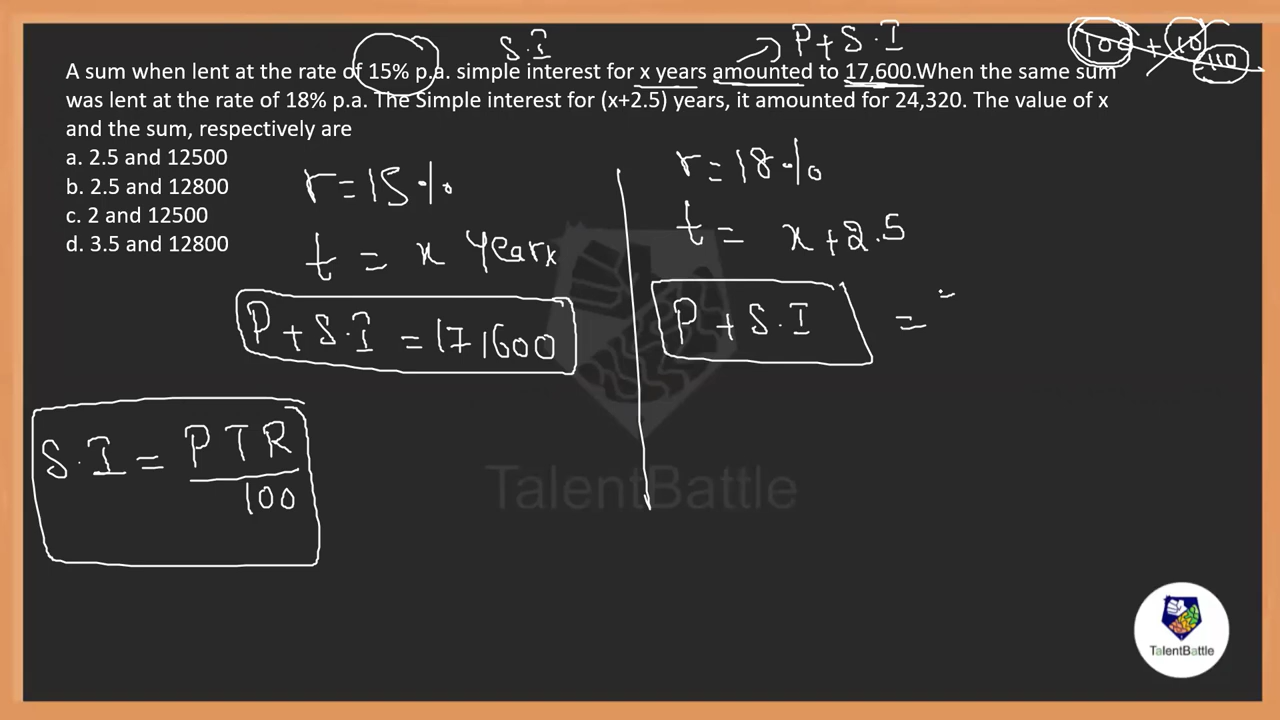 S.I
P + S.I
100 + 10
110
A sum when lent at the rate of 15% p.a. simple interest for x years amounted to 17,600.When the same sum
was lent at the rate of 18% p.a. The Simple interest for (x+2.5) years, it amounted for 24,320. The value of x
and the sum, respectively are
a. 2.5 and 12500
b. 2.5 and 12800
c. 2 and 12500
d. 3.5 and 12800
r = 15%
t = x years
P + S.I = 17,600
r = 18%
t = x + 2.5
P + S.I =
S.I = P T R
100
TalentBattle
TalentBattle